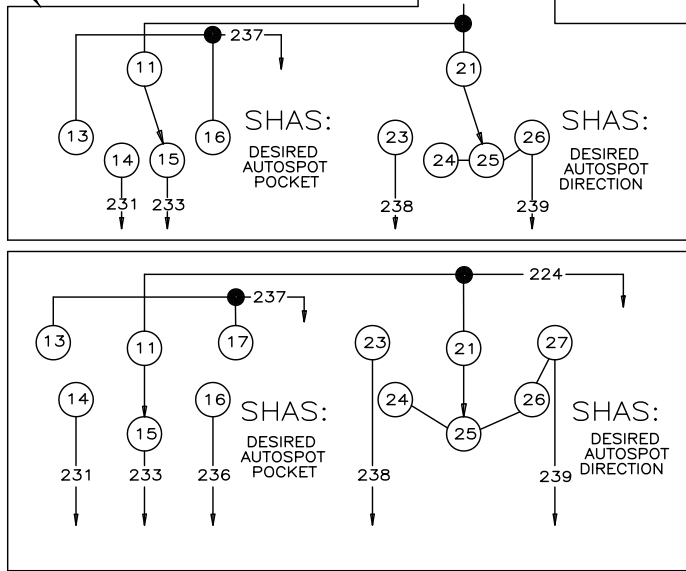 237
11
21
13
16
SHAS:
23
26
SHAS:
14
15
DESIRED
AUTOSPOT
POCKET
24
25
DESIRED
AUTOSPOT
DIRECTION
231
233
238
239
237
224
13
11
17
23
21
27
14
16
SHAS:
24
26
SHAS:
15
DESIRED
AUTOSPOT
POCKET
25
DESIRED
AUTOSPOT
DIRECTION
231
233
236
238
239